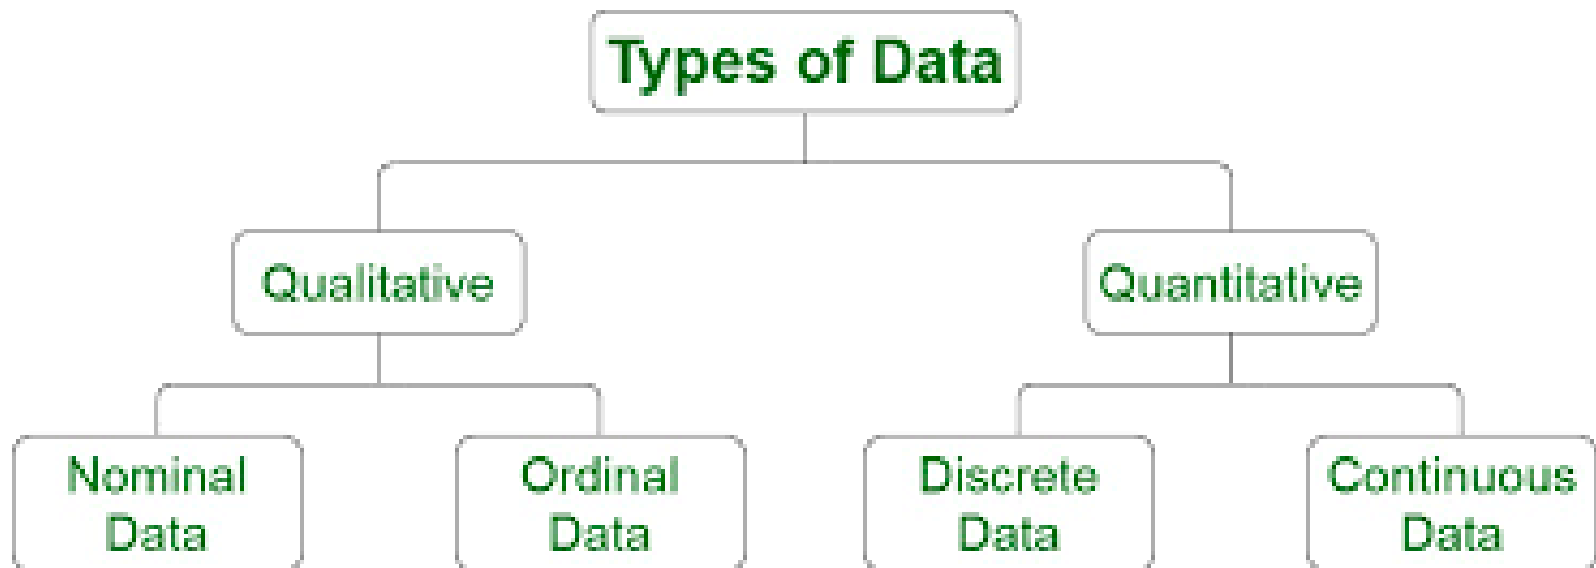 Types of Data
Qualitative
Quantitative
Nominal
Data
Ordinal
Data
Discrete
Data
Continuous
Data